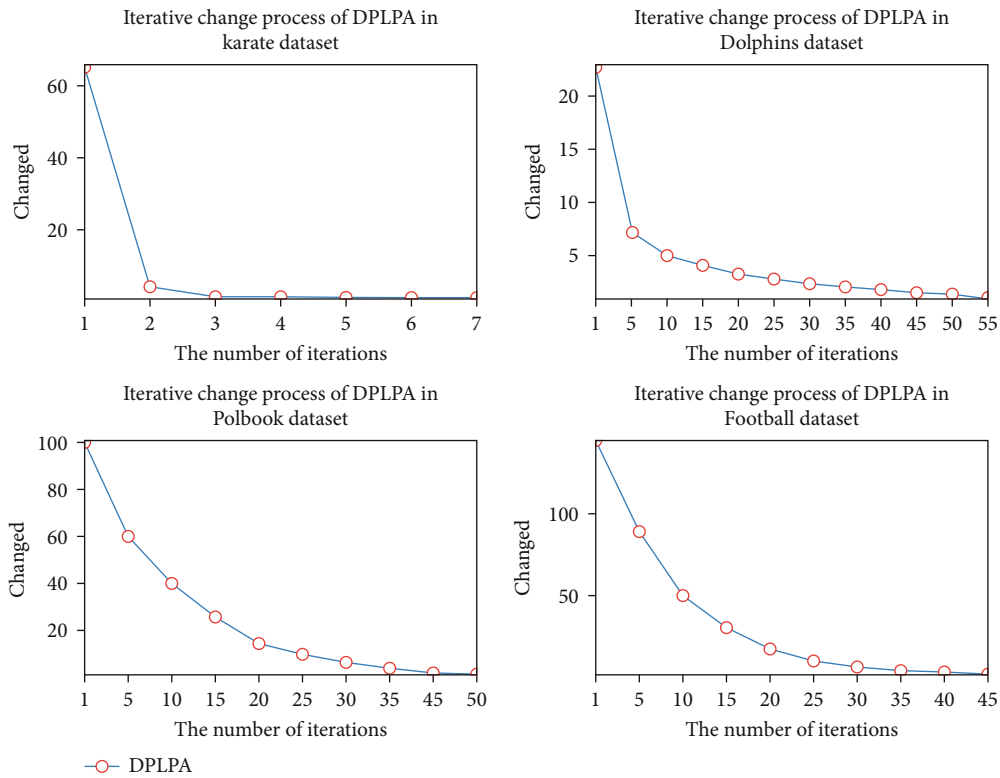 Iterative change process of DPLPA in
karate dataset
60
40
20
Changed
1 2 3 4 5 6 7
The number of iterations
Iterative change process of DPLPA in
Dolphins dataset
20
15
10
5
Changed
1 5 10 15 20 25 30 35 40 45 50 55
The number of iterations
Iterative change process of DPLPA in
Polbook dataset
100
80
60
40
20
Changed
1 5 10 15 20 25 30 35 45 50
The number of iterations
Iterative change process of DPLPA in
Football dataset
100
50
Changed
1 5 10 15 20 25 30 35 40 45
The number of iterations
DPLPA